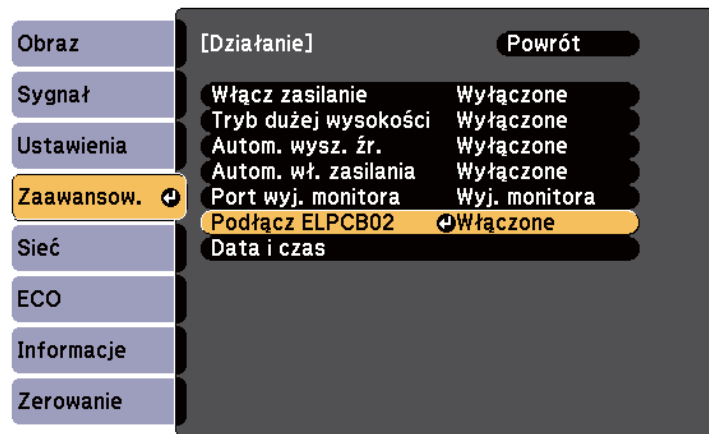 Obraz
Sygnał
Ustawienia
Zaawansow.
Sieć
ECO
Informacje
Zerowanie
[Działanie] Powrót
Włącz zasilanie Wyłączone
Tryb dużej wysokości Wyłączone
Autom. wysz. źr. Wyłączone
Autom. wł. zasilania Wyłączone
Port wyj. monitora Wyj. monitora
Podłącz ELPCB02 Włączone
Data i czas